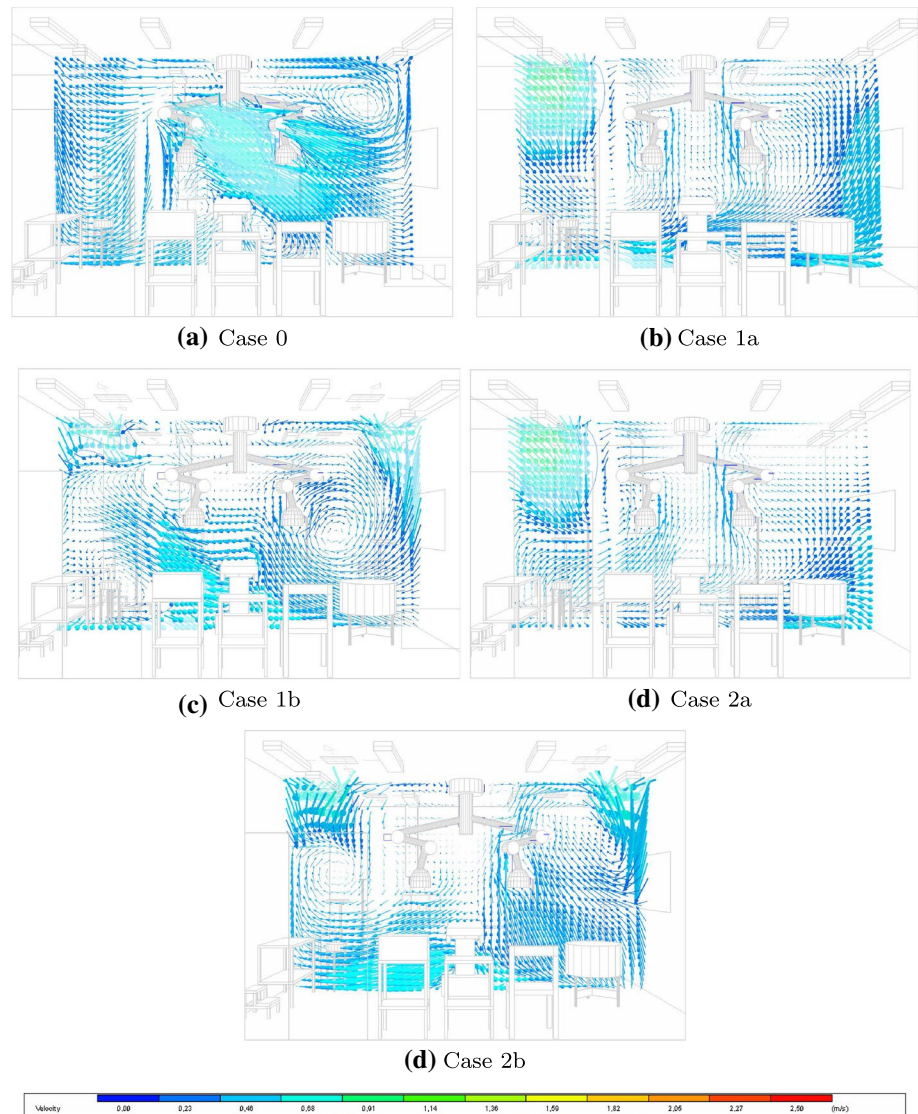 (a) Case 0
(b) Case 1a
(c) Case 1b
(d) Case 2a
(d) Case 2b
Velocity 0,00 0,23 0,46 0,68 0,91 1,14 1,36 1,59 1,82 2,05 2,27 2,50 (m/s)